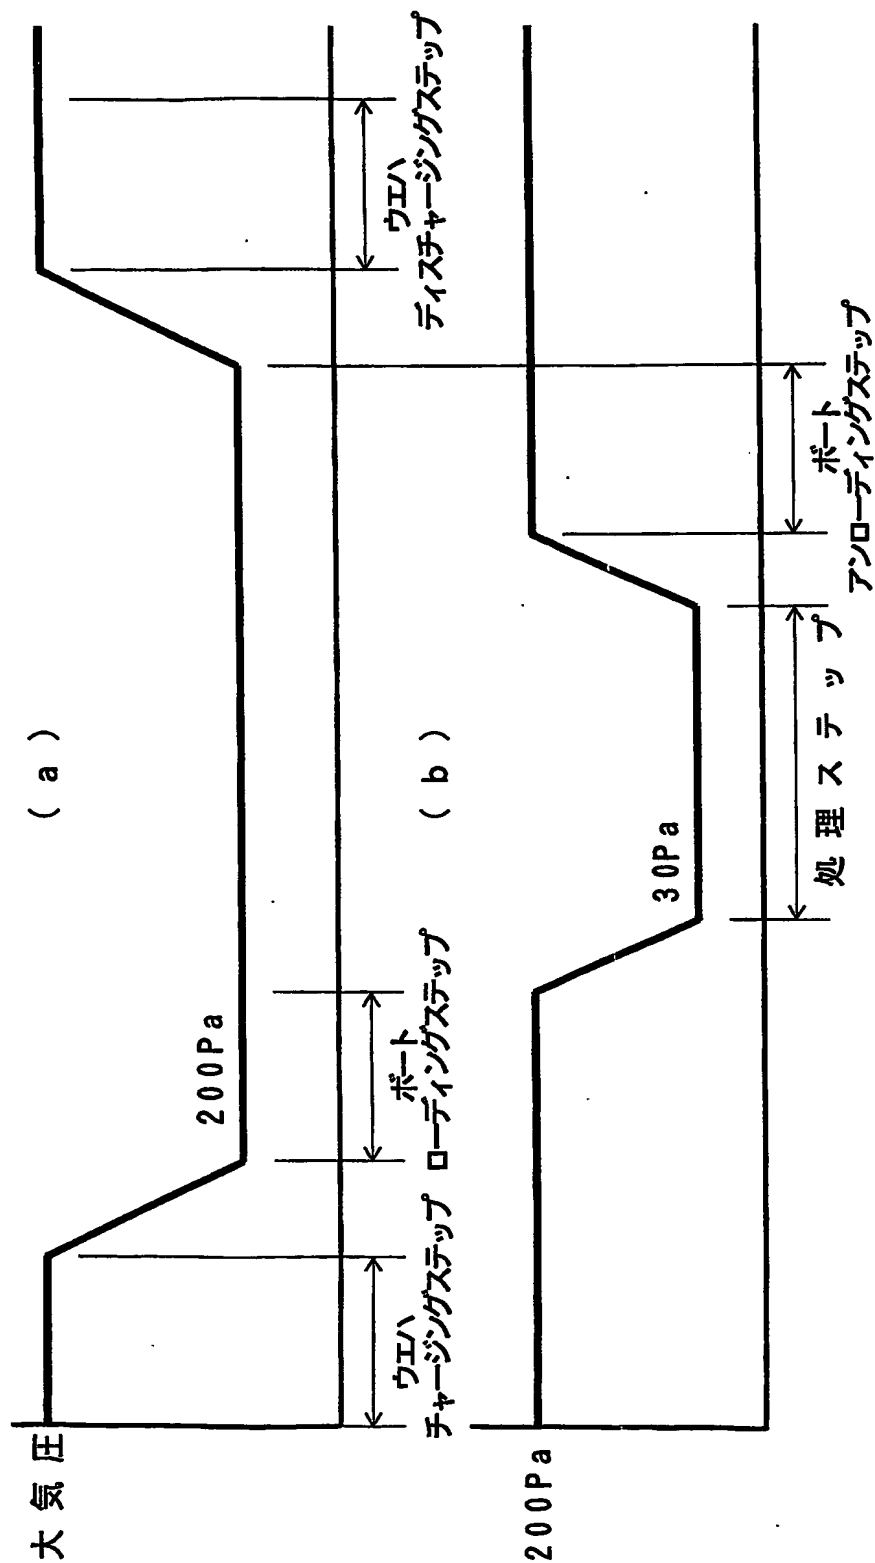 (a)
大気圧
200Pa
ウエハ
チャージングステップ
ボート
ローディングステップ
ウエハ
ディスチャージングステップ
(b)
200Pa
30Pa
処理ステップ
ボート
アンローディングステップ